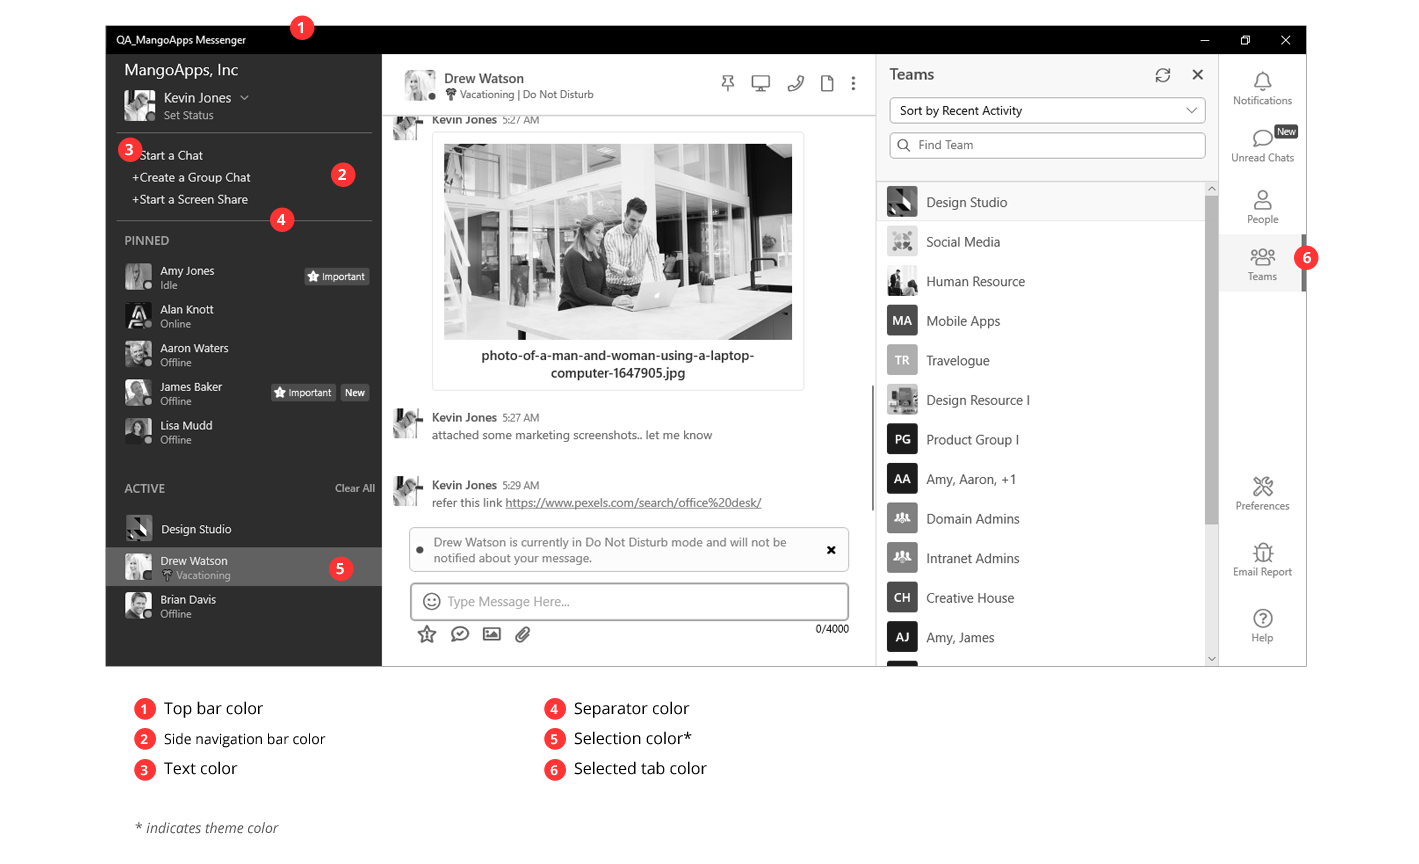 1
QA_MangoApps Messenger
MangoApps, Inc
Kevin Jones
Set Status
3
+Start a Chat
2
+Create a Group Chat
+Start a Screen Share
4
PINNED
Amy Jones
Idle
Important
Alan Knott
Online
Aaron Waters
Offline
James Baker
Offline
Important
New
Lisa Mudd
Offline
ACTIVE
Clear All
Design Studio
Drew Watson
Vacationing
5
Brian Davis
Offline
Drew Watson
Vacationing | Do Not Disturb
Kevin Jones 5:27 AM
photo-of-a-man-and-woman-using-a-laptop-
computer-1647905.jpg
Kevin Jones 5:27 AM
attached some marketing screenshots.. let me know
Kevin Jones 5:29 AM
refer this link https://www.pexels.com/search/office%20desk/
Drew Watson is currently in Do Not Disturb mode and will not be
notified about your message.
Type Message Here...
0/4000
Teams
Sort by Recent Activity
Find Team
Design Studio
Social Media
Human Resource
MA Mobile Apps
TR Travelogue
Design Resource I
PG Product Group I
AA Amy, Aaron, +1
Domain Admins
Intranet Admins
CH Creative House
AJ Amy, James
Notifications
New
Unread Chats
People
Teams
6
Preferences
Email Report
Help
1 Top bar color
2 Side navigation bar color
3 Text color
4 Separator color
5 Selection color*
6 Selected tab color
* indicates theme color